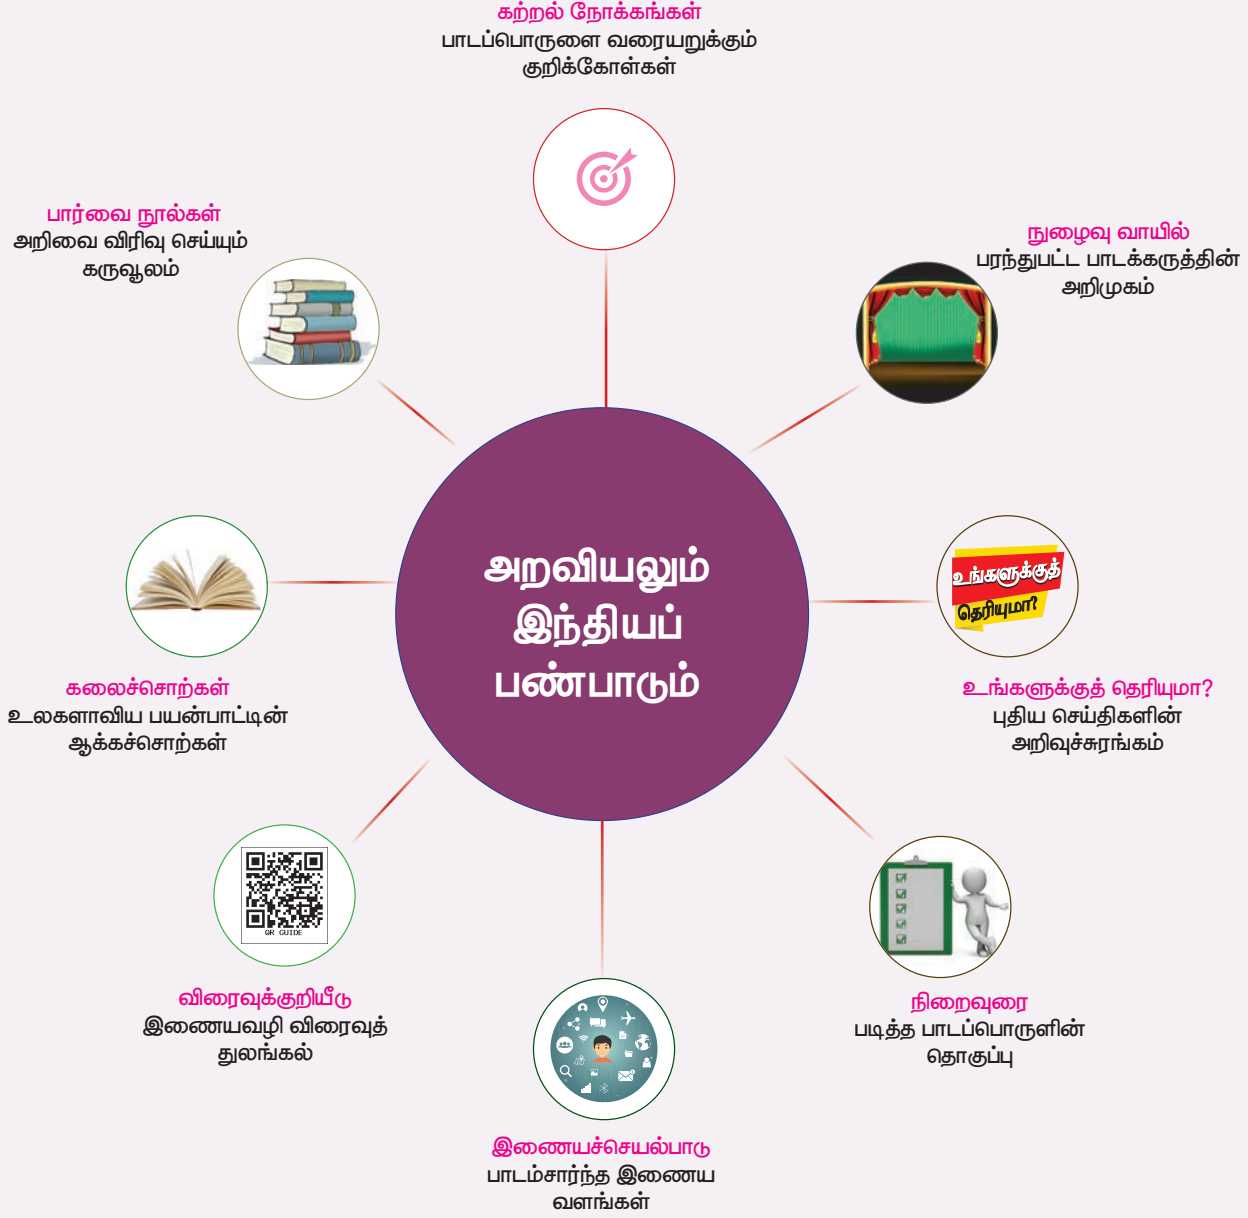 கற்றல் நோக்கங்கள்
பாடப்பொருளை வரையறுக்கும்
குறிக்கோள்கள்
பார்வை நூல்கள்
அறிவை விரிவு செய்யும்
கருவூலம்
நுழைவு வாயில்
பரந்துபட்ட பாடக்கருத்தின்
அறிமுகம்
அறவியலும்
இந்தியப்
பண்பாடும்
உங்களுக்குத்
தெரியுமா?
உங்களுக்குத் தெரியுமா?
புதிய செய்திகளின்
அறிவுச்சுரங்கம்
கலைச்சொற்கள்
உலகளாவிய பயன்பாட்டின்
ஆக்கச்சொற்கள்
QR GUIDE
விரைவுக்குறியீடு
இணையவழி விரைவுத்
துலங்கல்
நிறைவுரை
படித்த பாடப்பொருளின்
தொகுப்பு
இணையச்செயல்பாடு
பாடம்சார்ந்த இணைய
வளங்கள்